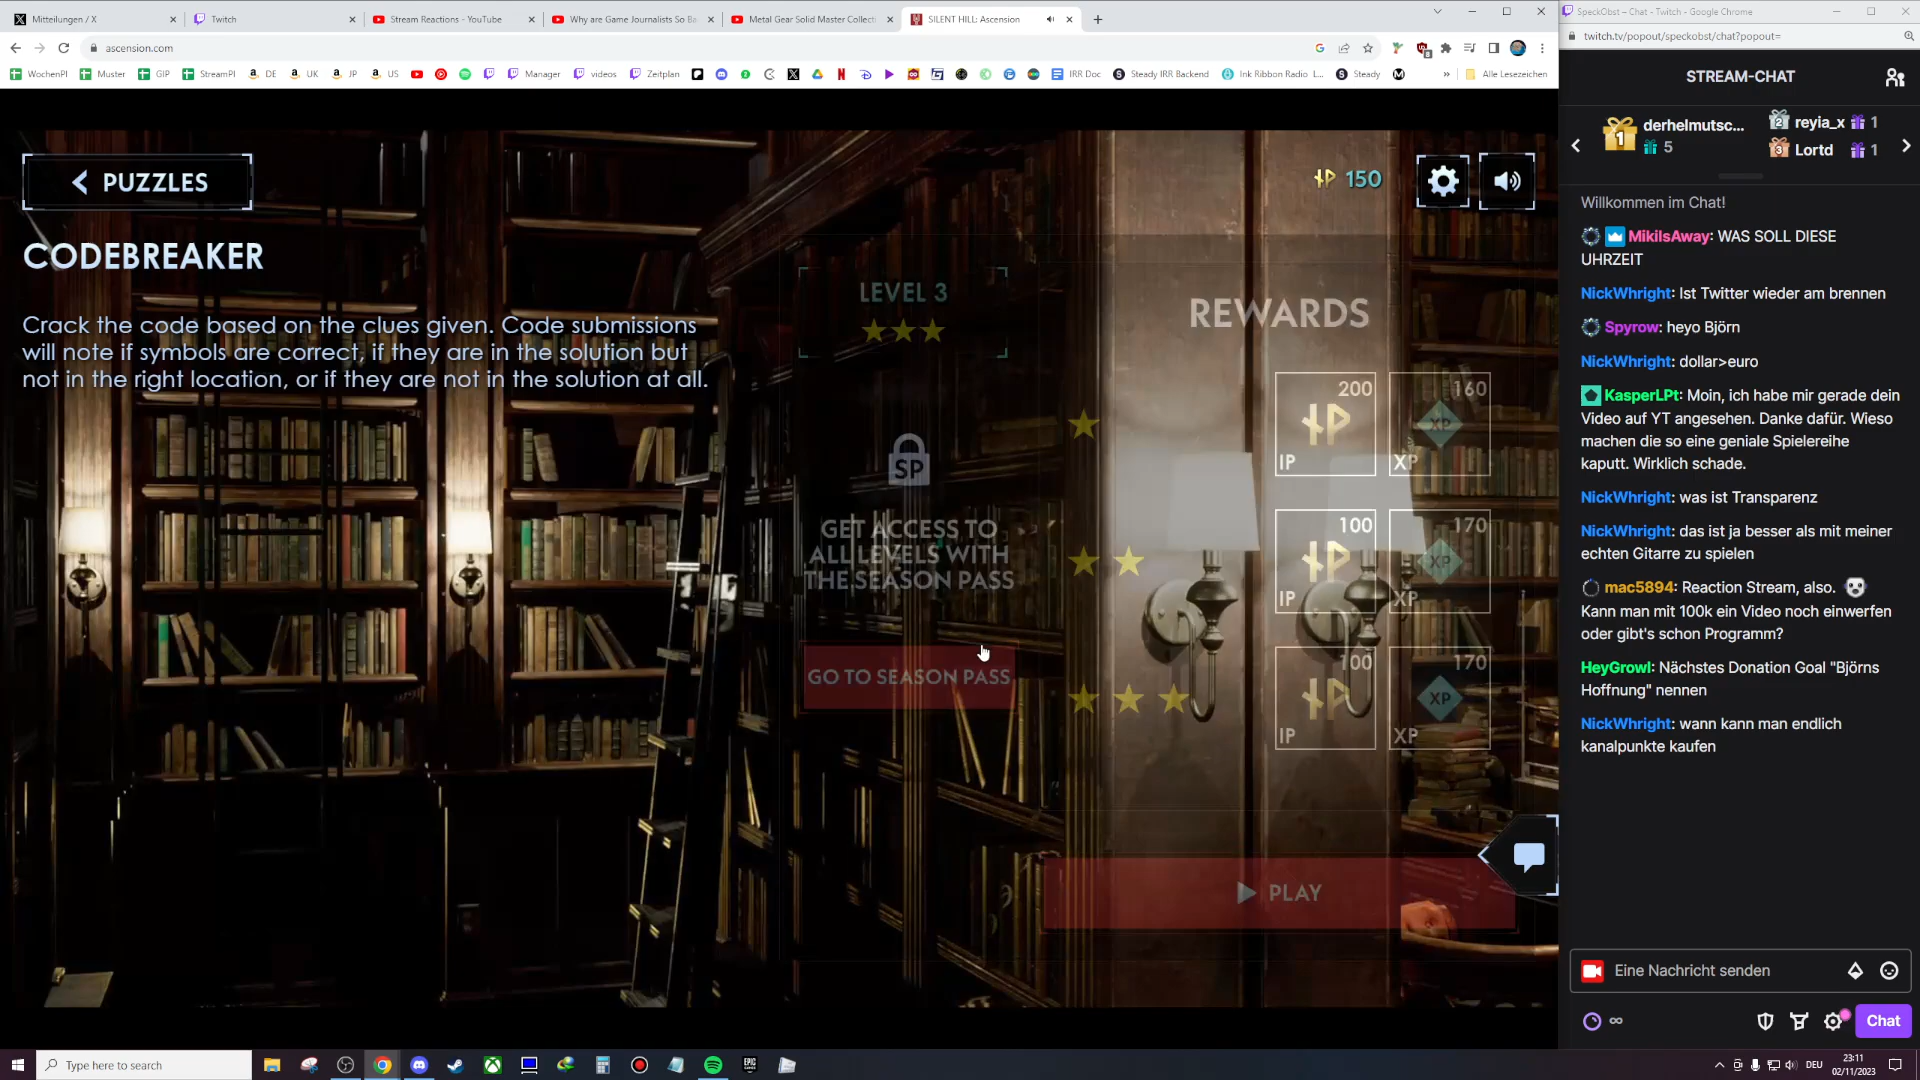 Mitteilungen / X
Twitch
Stream Reactions - YouTube
Why are Game Journalists So Ba
Metal Gear Solid Master Collecti
SILENT HILL: Ascension
SpeckObst – Chat - Twitch - Google Chrome
ascension.com
twitch.tv/popout/speckobst/chat?popout=
WochenPl
Muster
GIP
StreamPl
DE
UK
JP
US
Manager
videos
Zeitplan
IRR Doc
Steady IRR Backend
Ink Ribbon Radio L...
Steady
Alle Lesezeichen
PUZZLES
150
CODEBREAKER
Crack the code based on the clues given. Code submissions
will note if symbols are correct, if they are in the solution but
not in the right location, or if they are not in the solution at all.
LEVEL 3
SP
GET ACCESS TO
ALL LEVELS WITH
THE SEASON PASS
GO TO SEASON PASS
REWARDS
200
IP
160
XP
XP
100
IP
170
XP
XP
100
IP
170
XP
XP
PLAY
STREAM-CHAT
1
derhelmutsc...
5
2 reyia_x 1
3 Lortd 1
Willkommen im Chat!
MikiIsAway: WAS SOLL DIESE
UHRZEIT
NickWhright: Ist Twitter wieder am brennen
Spyrow: heyo Björn
NickWhright: dollar>euro
KasperLPt: Moin, ich habe mir gerade dein
Video auf YT angesehen. Danke dafür. Wieso
machen die so eine geniale Spielereihe
kaputt. Wirklich schade.
NickWhright: was ist Transparenz
NickWhright: das ist ja besser als mit meiner
echten Gitarre zu spielen
mac5894: Reaction Stream, also.
Kann man mit 100k ein Video noch einwerfen
oder gibt's schon Programm?
HeyGrowl: Nächstes Donation Goal "Björns
Hoffnung" nennen
NickWhright: wann kann man endlich
kanalpunkte kaufen
Eine Nachricht senden
∞
Chat
Type here to search
EPIC
DEU
23:11
02/11/2023